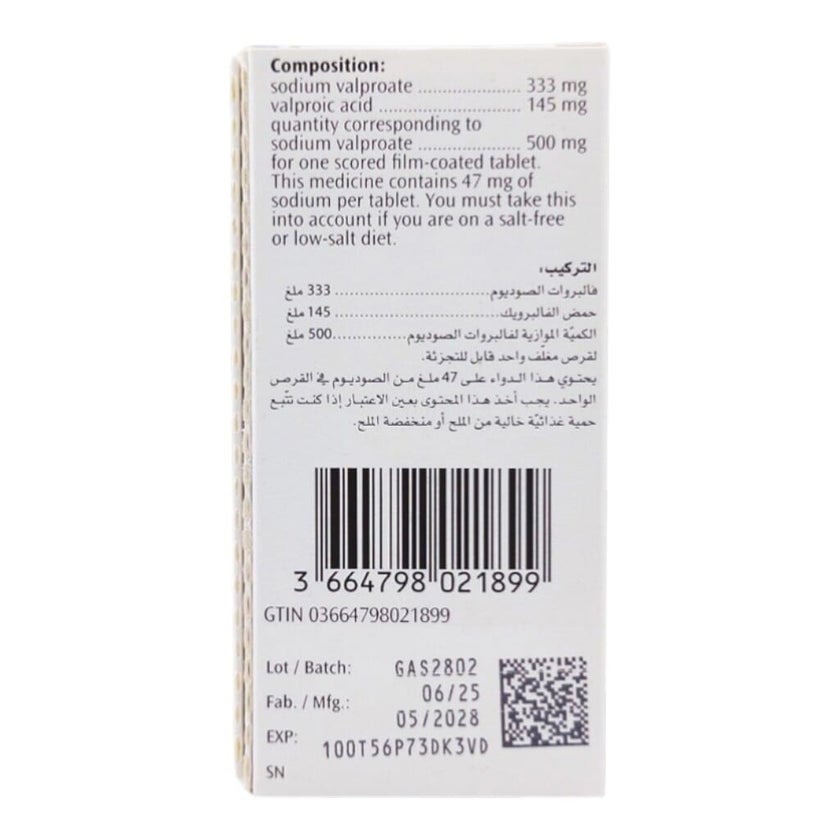 Composition:
sodium valproate ..................... 333 mg
valproic acid ............................. 145 mg
quantity corresponding to
sodium valproate ..................... 500 mg
for one scored film-coated tablet.
This medicine contains 47 mg of
sodium per tablet. You must take this
into account if you are on a salt-free
or low-salt diet.
التركيب:
فالبروات الصوديوم................................ 333 ملغ
حمض الفالبرويك................................ 145 ملغ
الكميّة الموازية لفالبروات الصوديوم..............500 ملغ
لقرص مغلّف واحد قابل للتجزئة.
يحتوي هذا الدواء على 47 ملغ من الصوديوم في القرص
الواحد. يجب أخذ هذا المحتوى بعين الاعتبار إذا كنت تتّبع
حمية غذائيّة خالية من الملح أو منخفضة الملح.
3 664798 021899
GTIN 03664798021899
Lot / Batch: GAS2802
Fab. / Mfg.: 06/25
EXP: 05/2028
SN 100T56P73DK3VD